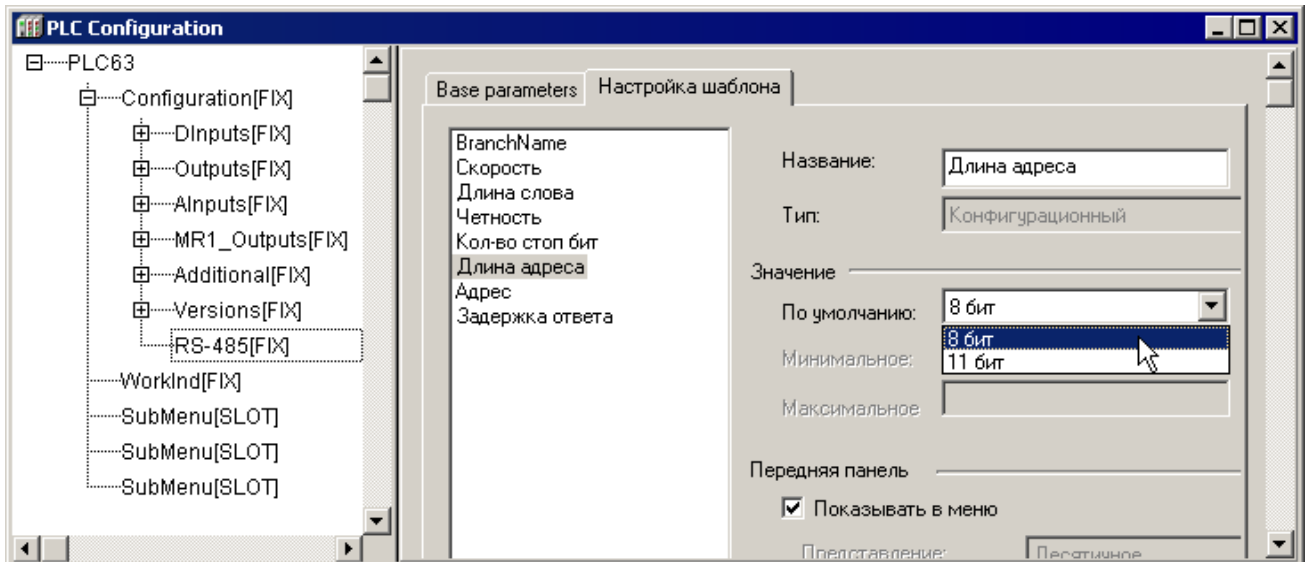 PLC Configuration
PLC63
Configuration[FIX]
DInputs[FIX]
Outputs[FIX]
AInputs[FIX]
MR1_Outputs[FIX]
Additional[FIX]
Versions[FIX]
RS-485[FIX]
WorkInd[FIX]
SubMenu[SLOT]
SubMenu[SLOT]
SubMenu[SLOT]
Base parameters
Настройка шаблона
BranchName
Скорость
Длина слова
Четность
Кол-во стоп бит
Длина адреса
Адрес
Задержка ответа
Название:
Длина адреса
Тип:
Конфигурационный
Значение
По умолчанию:
8 бит
8 бит
11 бит
Минимальное:
Максимальное
Передняя панель
Показывать в меню
Представление:
Десятичное